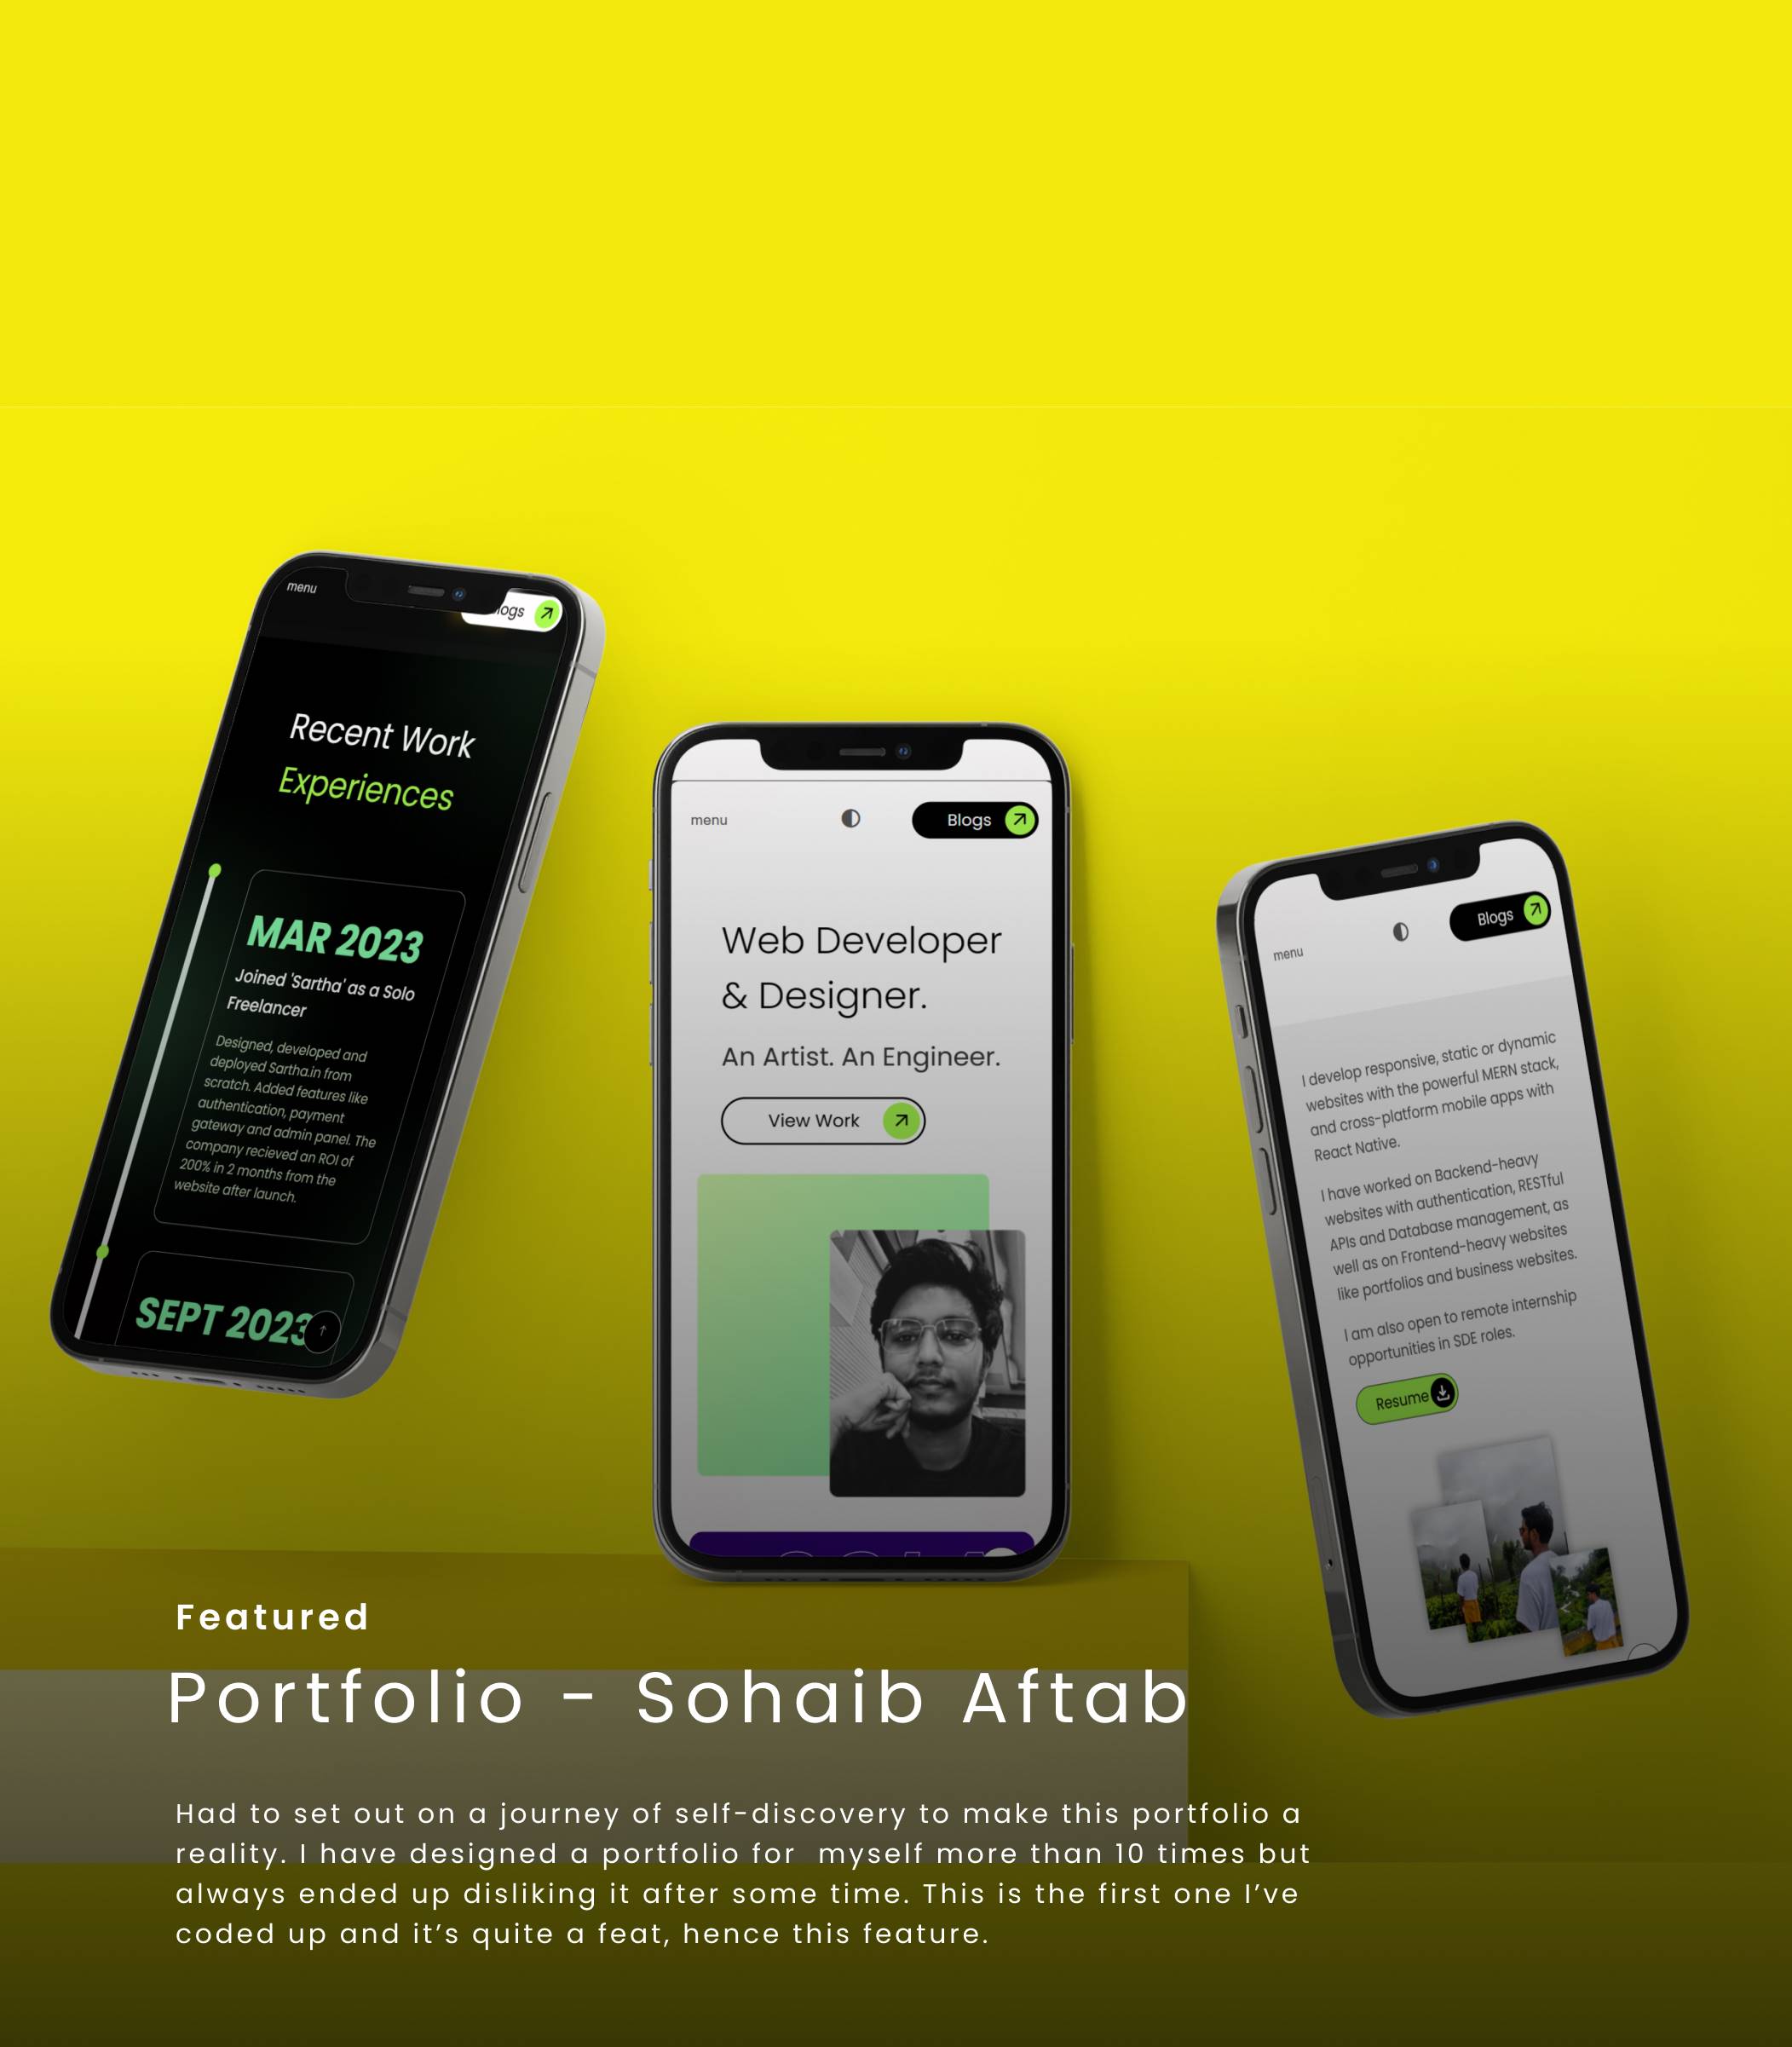 menu
logs
Recent Work
Experiences
MAR 2023
Joined 'Sartha' as a Solo
Freelancer
Designed, developed and
deployed Sartha.in from
scratch. Added features like
authentication, payment
gateway and admin panel. The
company recieved an ROI of
200% in 2 months from the
website after launch.
SEPT 2023
menu
Blogs
Web Developer
& Designer.
An Artist. An Engineer.
View Work
menu
Blogs
I develop responsive, static or dynamic
websites with the powerful MERN stack,
and cross-platform mobile apps with
React Native.
I have worked on Backend-heavy
websites with authentication, RESTful
APIs and Database management, as
well as on Frontend-heavy websites
like portfolios and business websites.
I am also open to remote internship
opportunities in SDE roles.
Resume
Featured
Portfolio - Sohaib Aftab
Had to set out on a journey of self-discovery to make this portfolio a
reality. I have designed a portfolio for  myself more than 10 times but
always ended up disliking it after some time. This is the first one I’ve
coded up and it’s quite a feat, hence this feature.